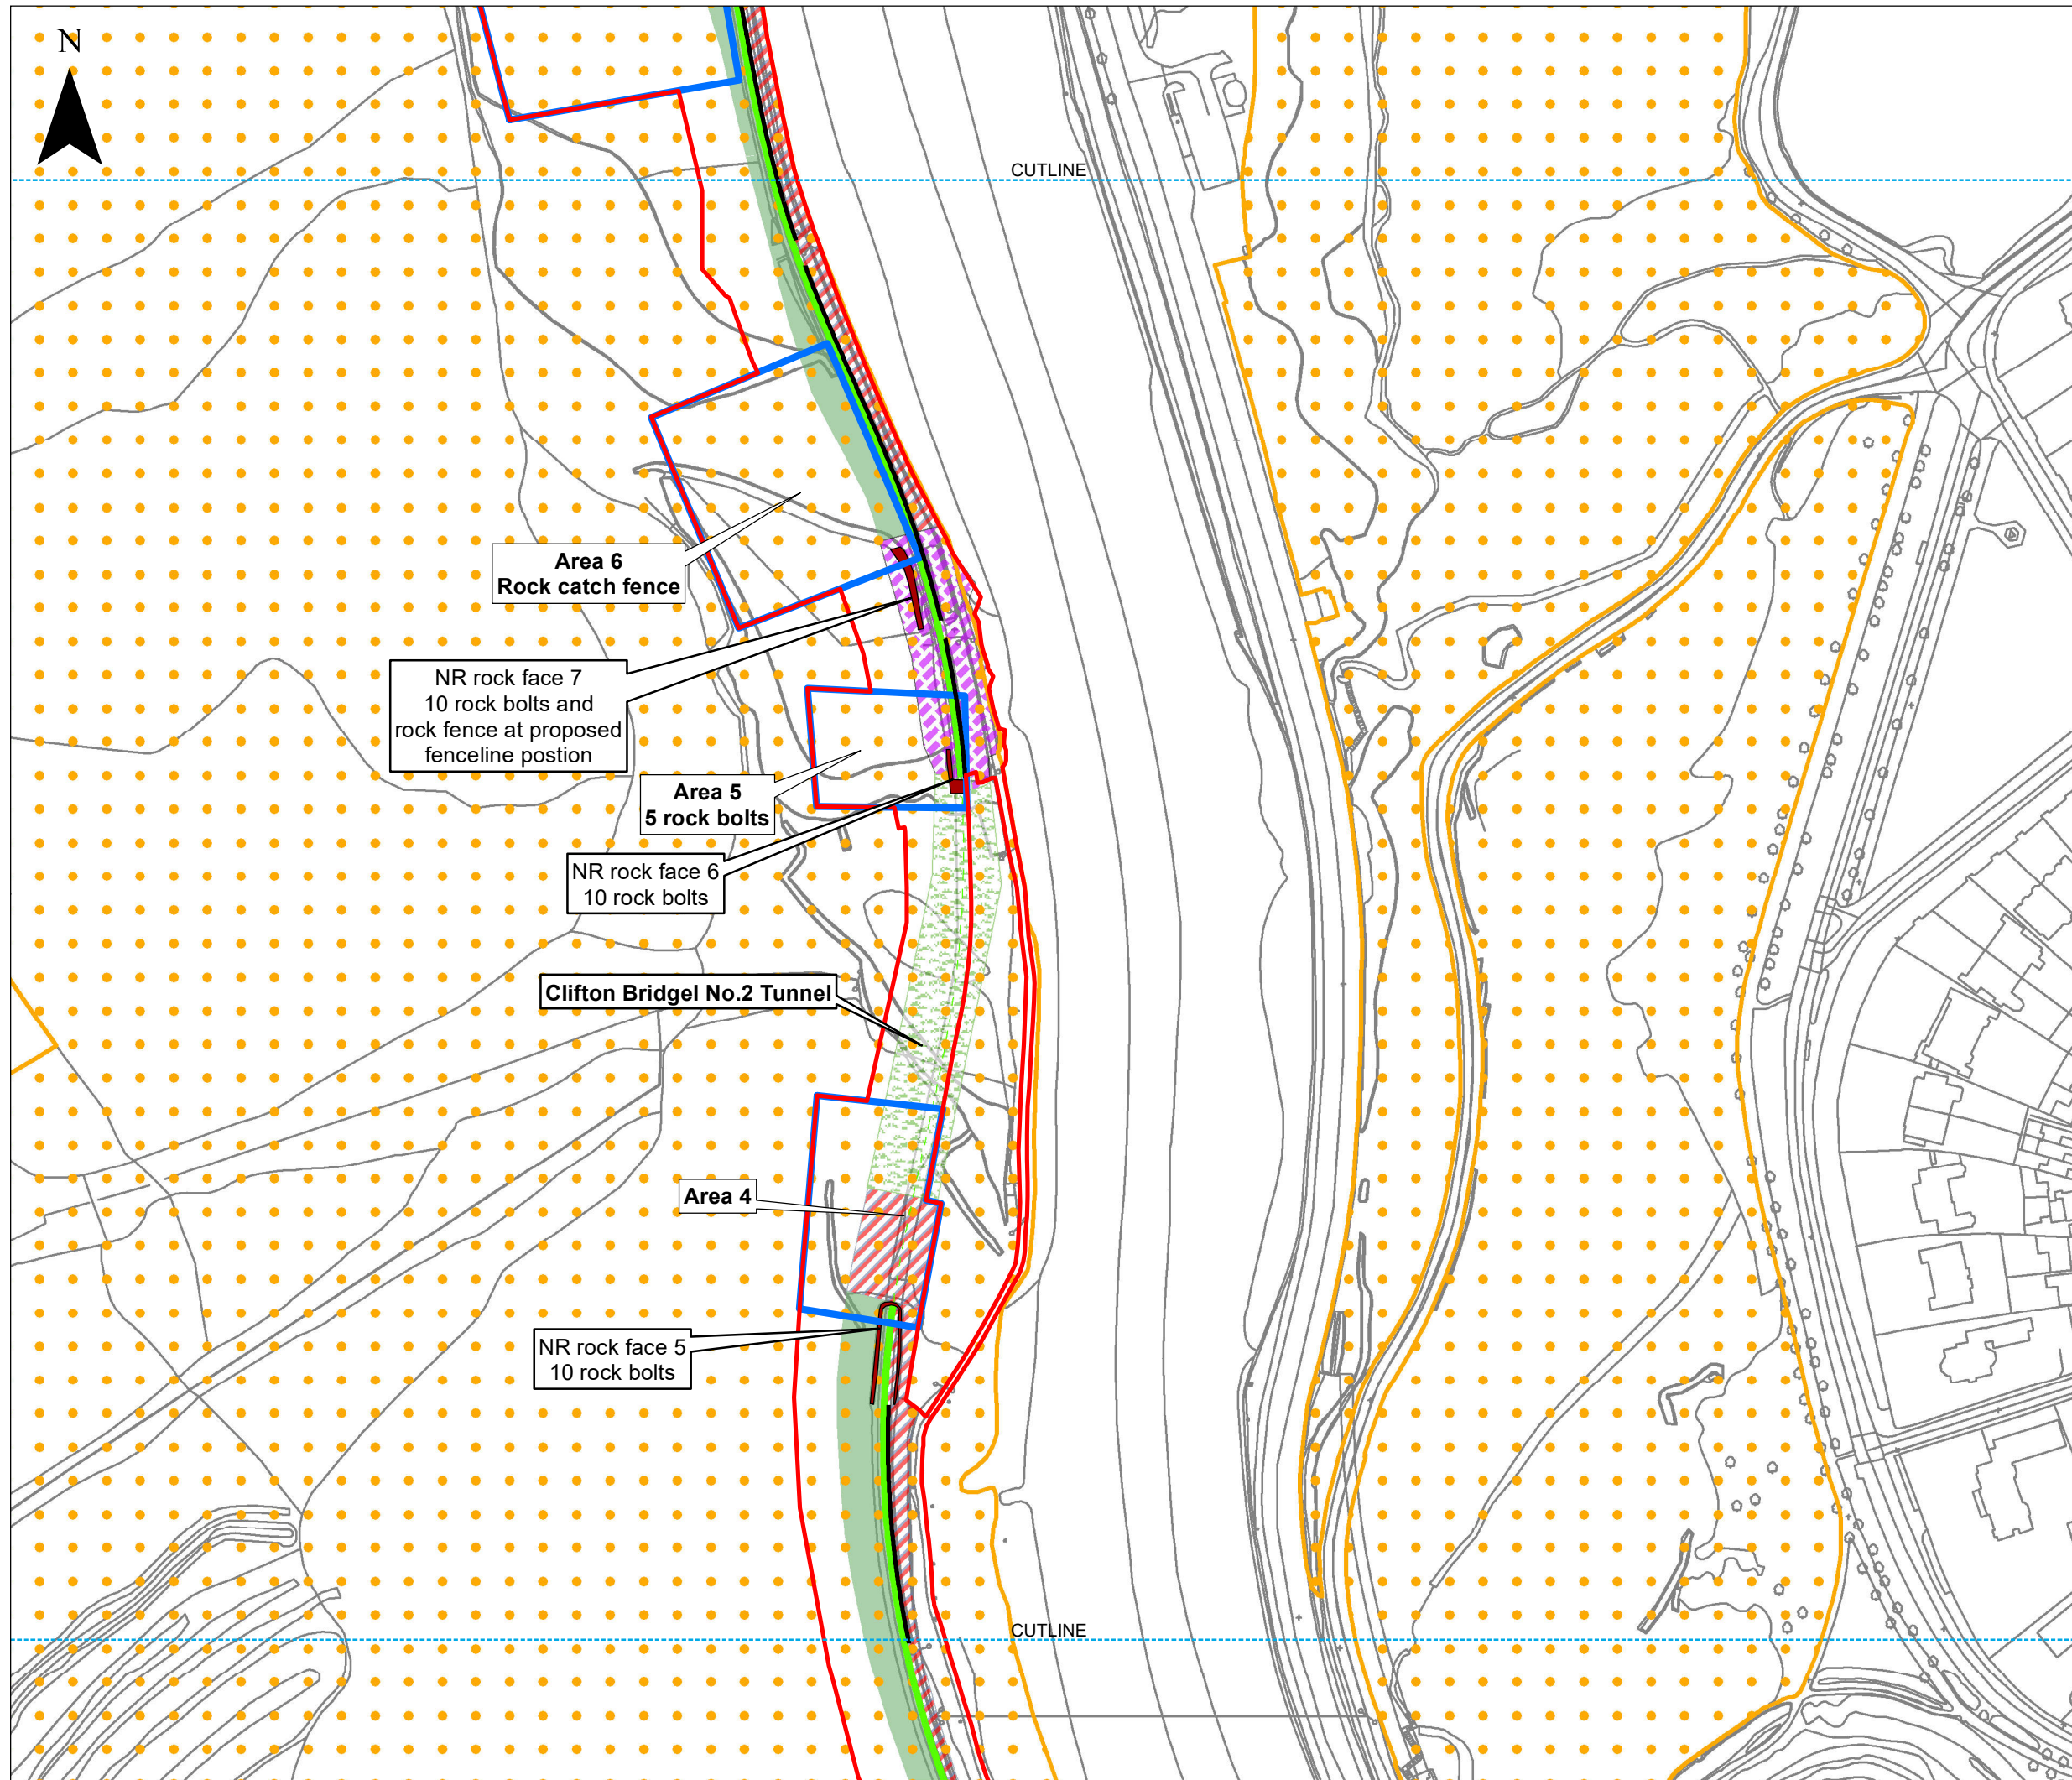 N
CUTLINE
Area 6
Rock catch fence
NR rock face 7
10 rock bolts and
rock fence at proposed
fenceline postion
Area 5
5 rock bolts
NR rock face 6
10 rock bolts
Clifton Bridgel No.2 Tunnel
Area 4
NR rock face 5
10 rock bolts
CUTLINE